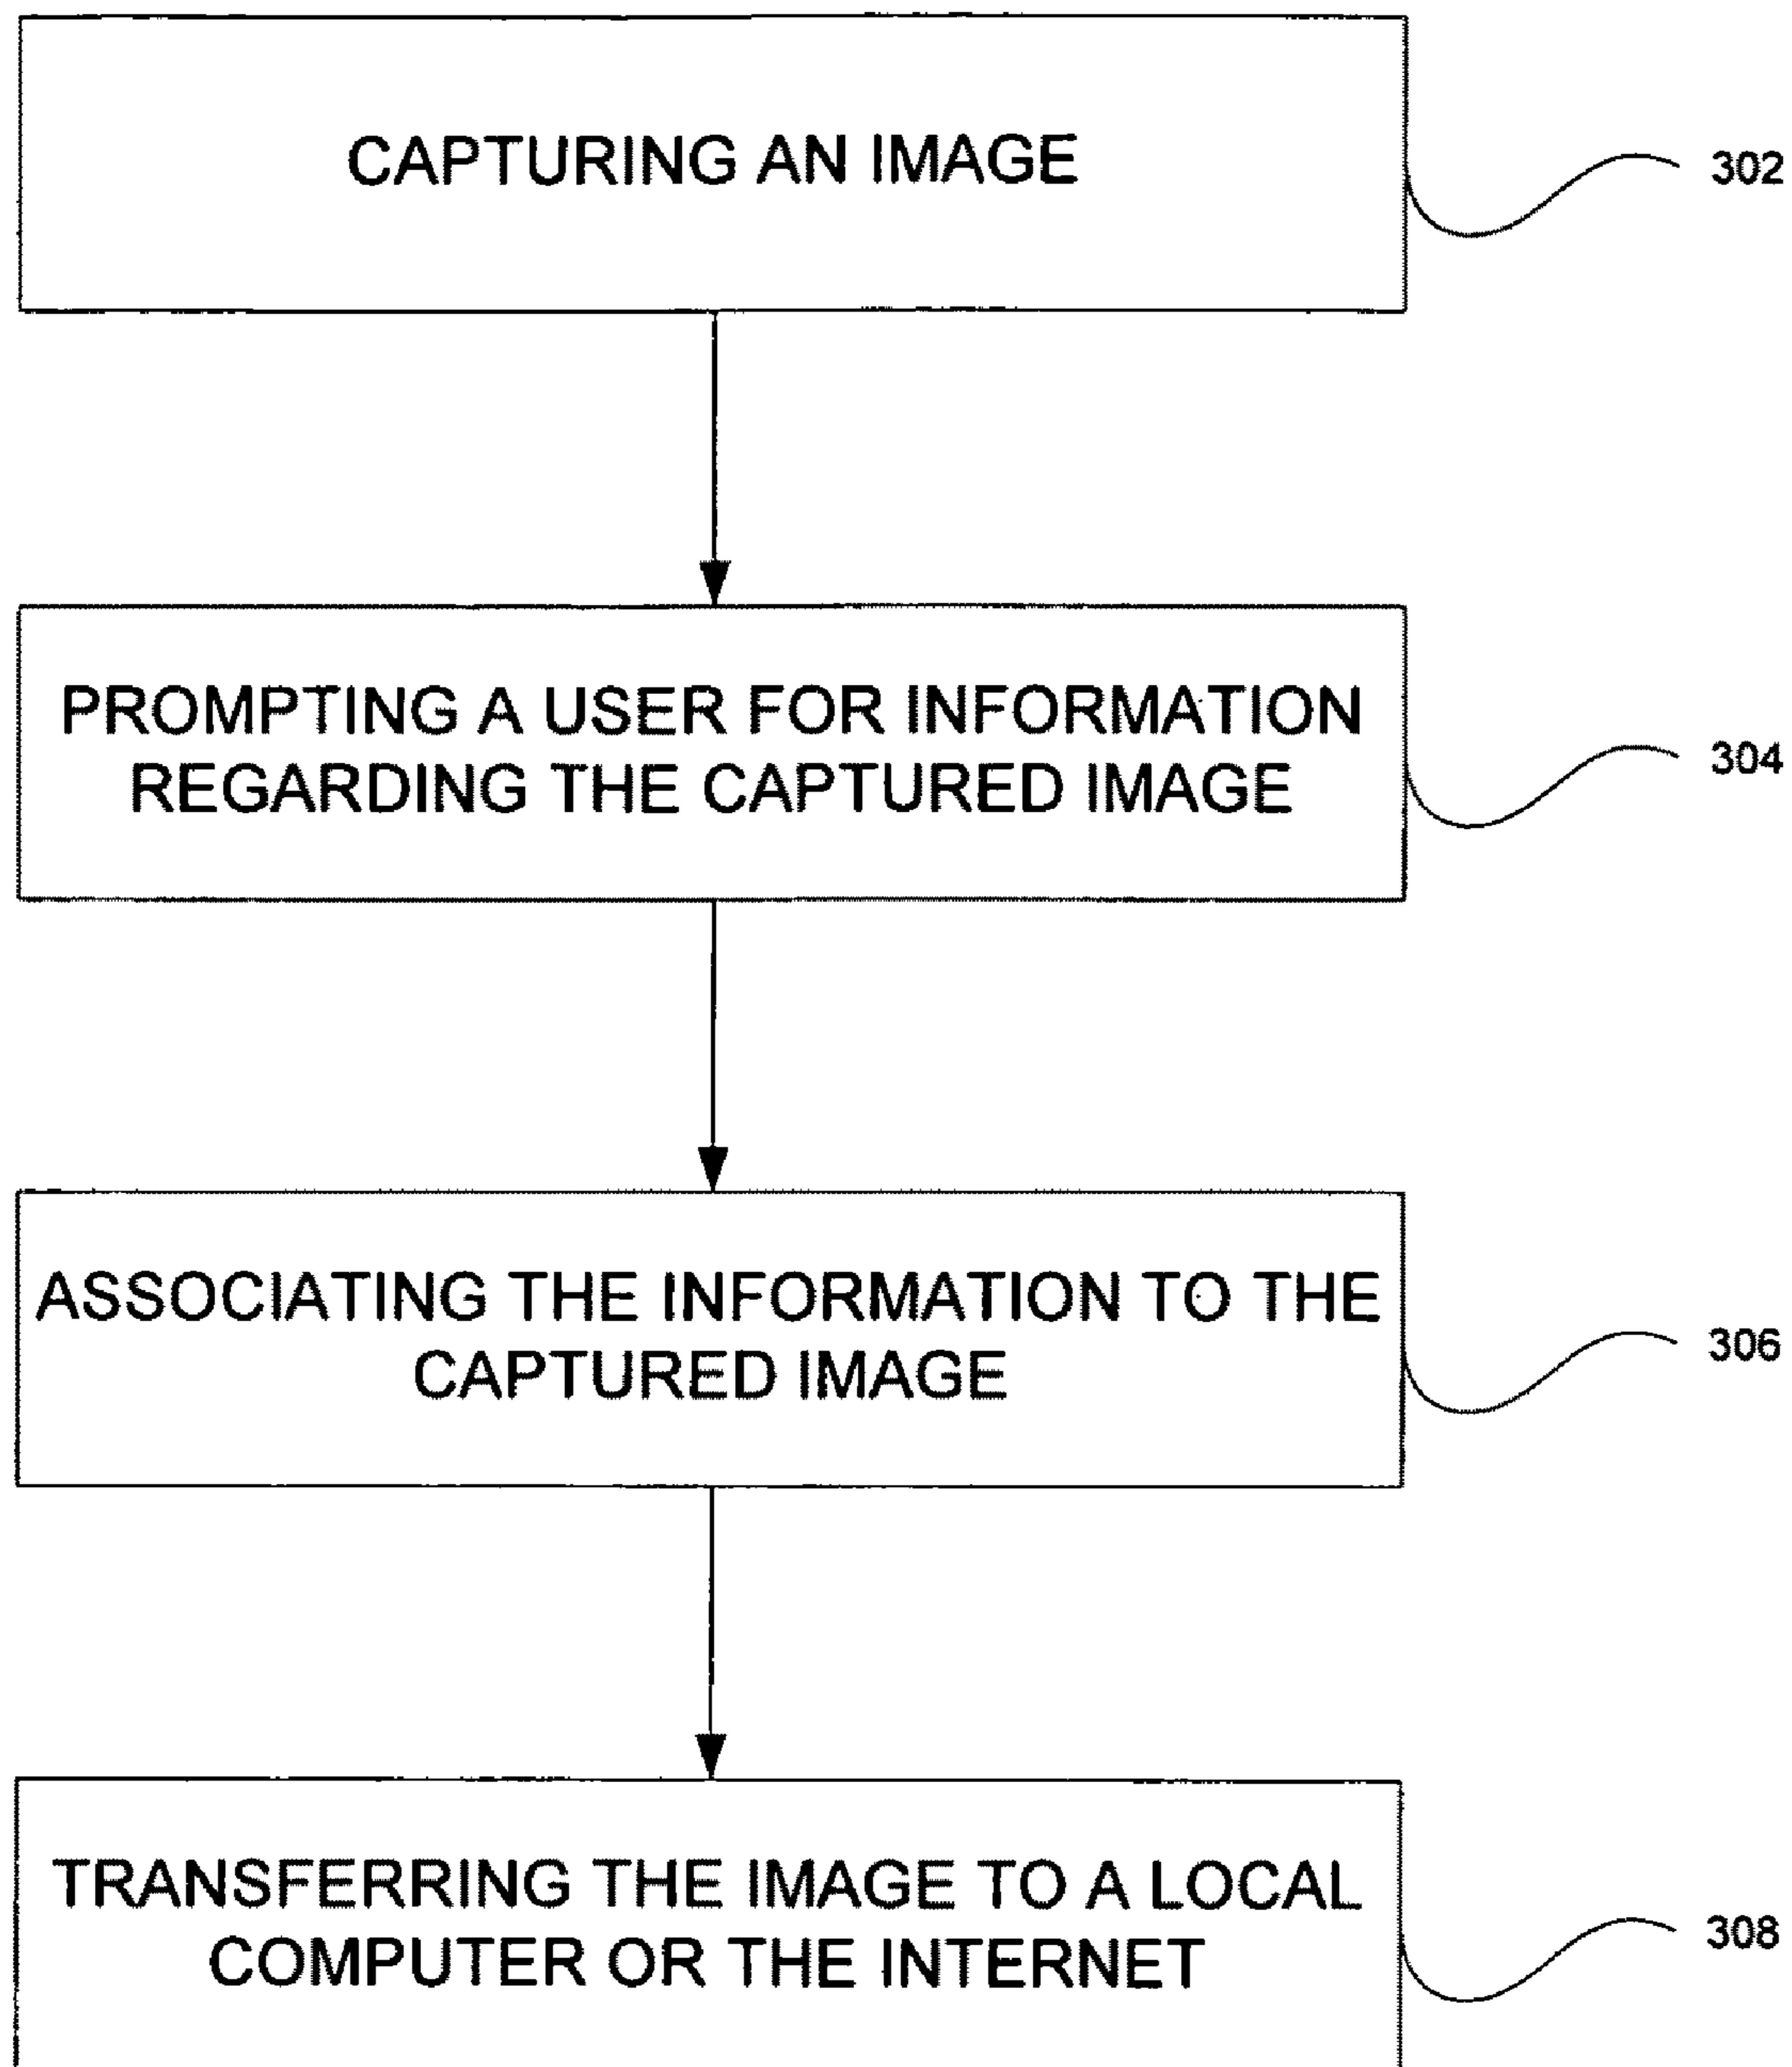 CAPTURING AN IMAGE
302
PROMPTING A USER FOR INFORMATION
REGARDING THE CAPTURED IMAGE
304
ASSOCIATING THE INFORMATION TO THE
CAPTURED IMAGE
306
TRANSFERRING THE IMAGE TO A LOCAL
COMPUTER OR THE INTERNET
308